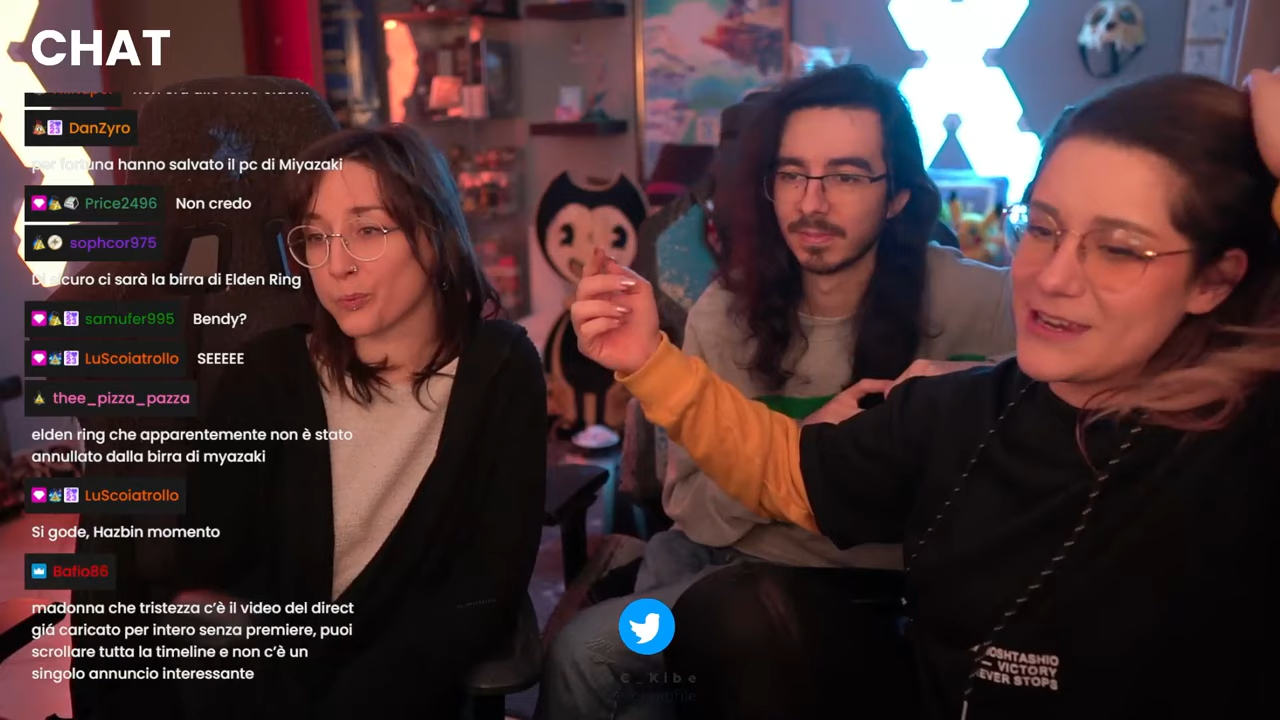 CHAT
DanZyro
per fortuna hanno salvato il pc di Miyazaki
Price2496 Non credo
sophcor975
Di sicuro ci sarà la birra di Elden Ring
samufer995 Bendy?
LuScoiatrollo SEEEEE
thee_pizza_pazza
elden ring che apparentemente non è stato
annullato dalla birra di myazaki
LuScoiatrollo
Si gode, Hazbin momento
Bafio86
madonna che tristezza c'è il video del direct
giá caricato per intero senza premiere, puoi
scrollare tutta la timeline e non c'è un
singolo annuncio interessante
C_Kibe
VICTORY
EVER STOPS